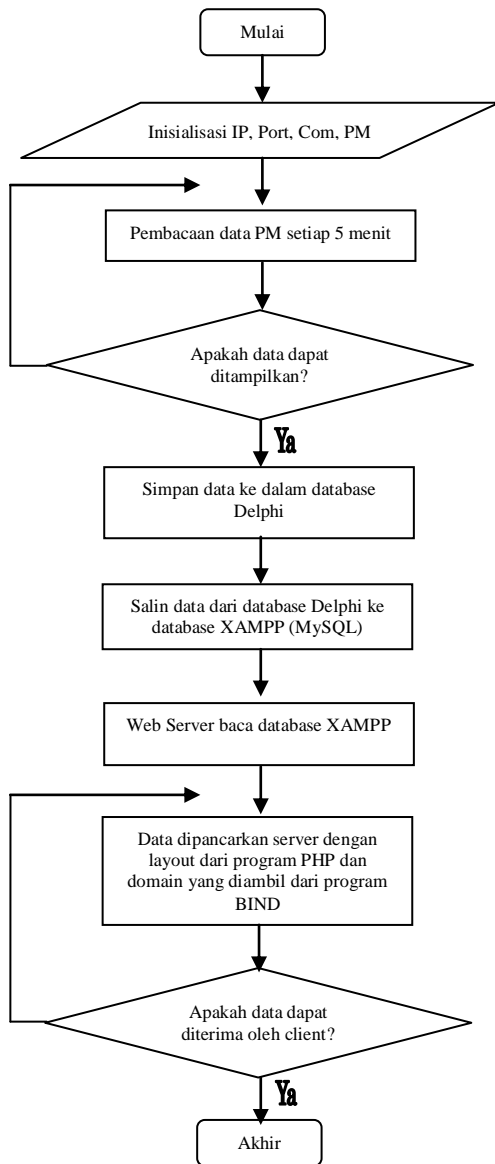 Mulai
Inisialisasi IP, Port, Com, PM
Pembacaan data PM setiap 5 menit
Apakah data dapat
ditampilkan?
Ya
Simpan data ke dalam database
Delphi
Salin data dari database Delphi ke
database XAMPP (MySQL)
Web Server baca database XAMPP
Data dipancarkan server dengan
layout dari program PHP dan
domain yang diambil dari program
BIND
Apakah data dapat
diterima oleh client?
Ya
Akhir